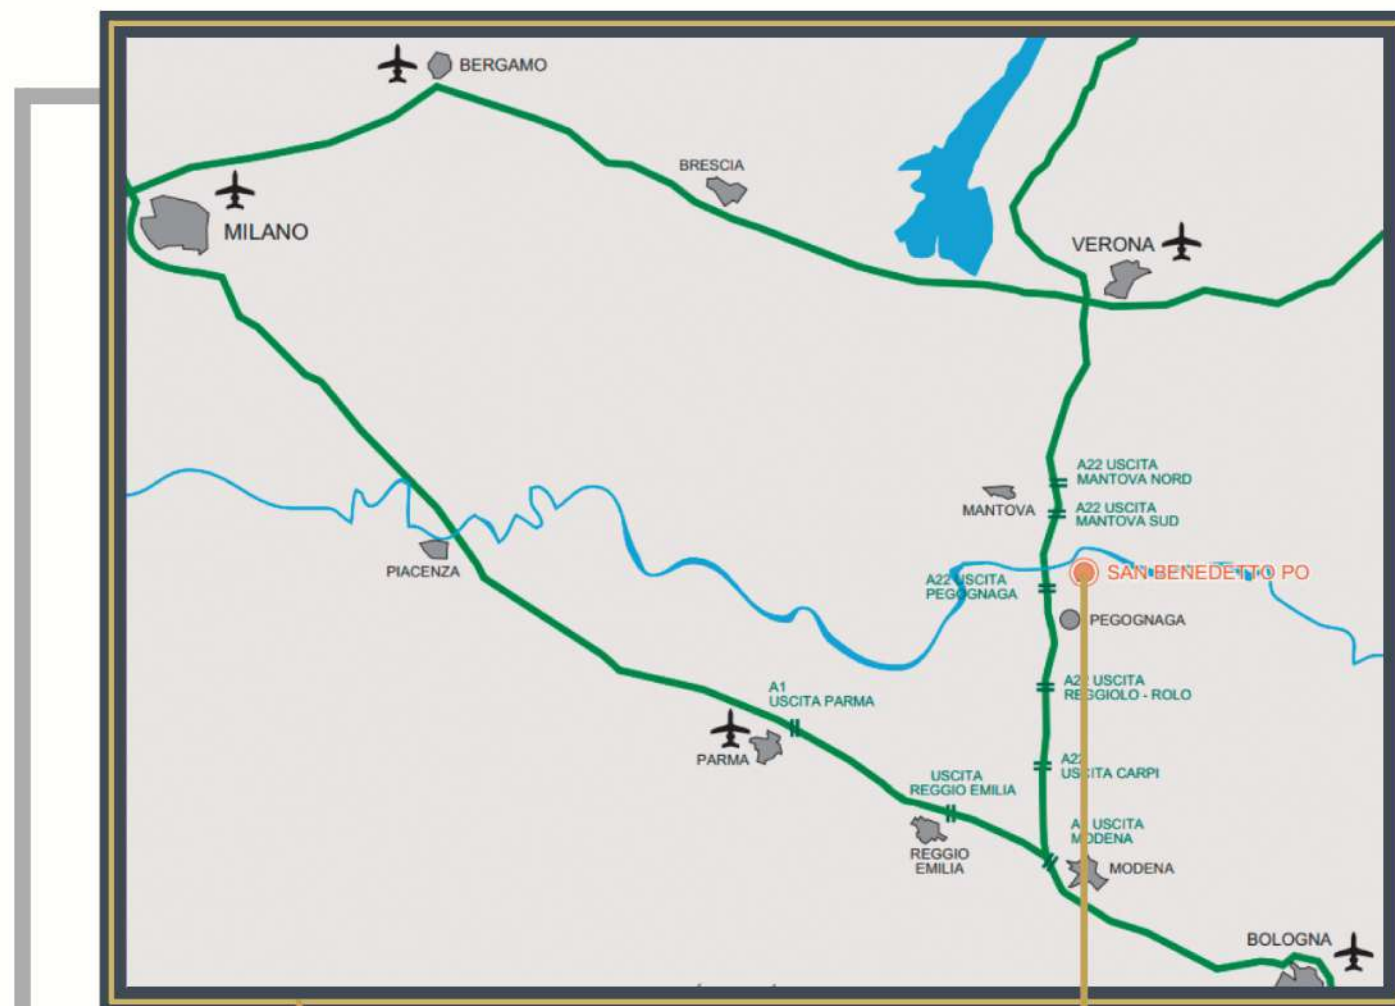 BERGAMO
BRESCIA
MILANO
VERONA
A22 USCITA
MANTOVA NORD
MANTOVA
A22 USCITA
MANTOVA SUD
PIACENZA
A22 USCITA
PEGOGNAGA
SAN BENEDETTO PO
PEGOGNAGA
A22 USCITA
REGGIOLO - ROLO
A1
USCITA PARMA
PARMA
A22
USCITA CARPI
USCITA
REGGIO EMILIA
REGGIO
EMILIA
A1 USCITA
MODENA
MODENA
BOLOGNA